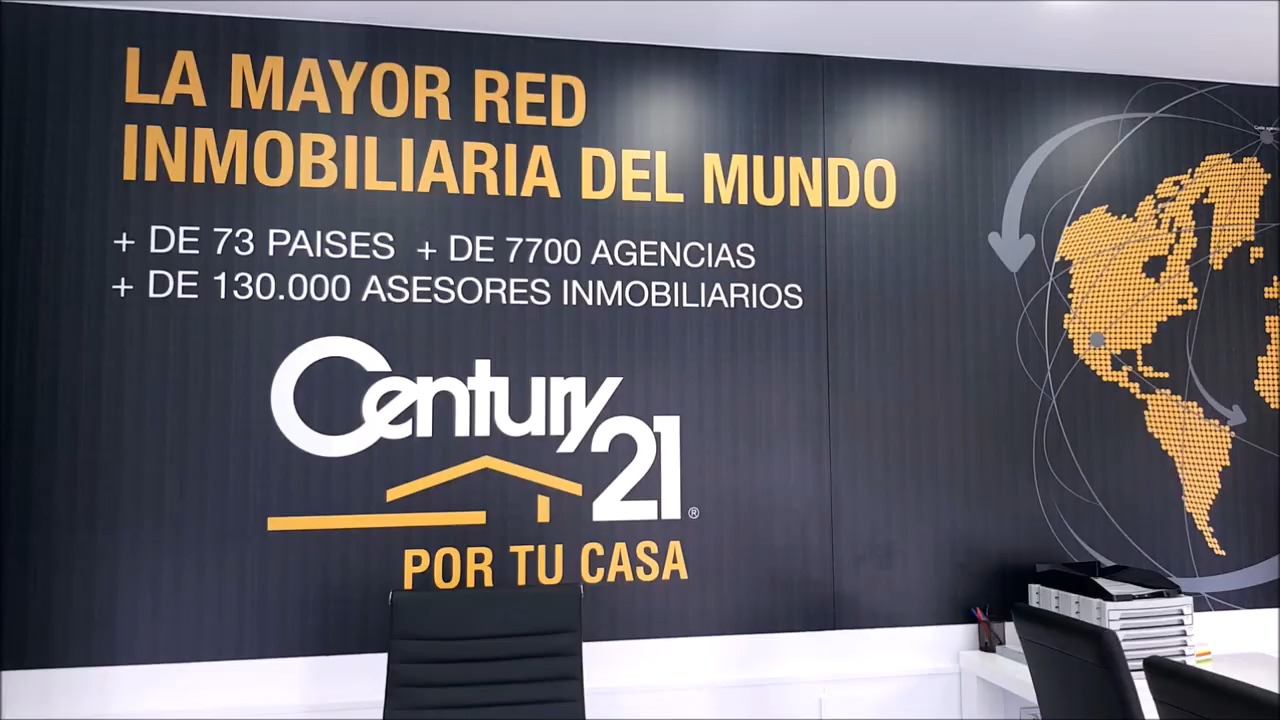 LA MAYOR RED
INMOBILIARIA DEL MUNDO
+ DE 73 PAISES + DE 7700 AGENCIAS
+ DE 130.000 ASESORES INMOBILIARIOS
Century
21®
POR TU CASA